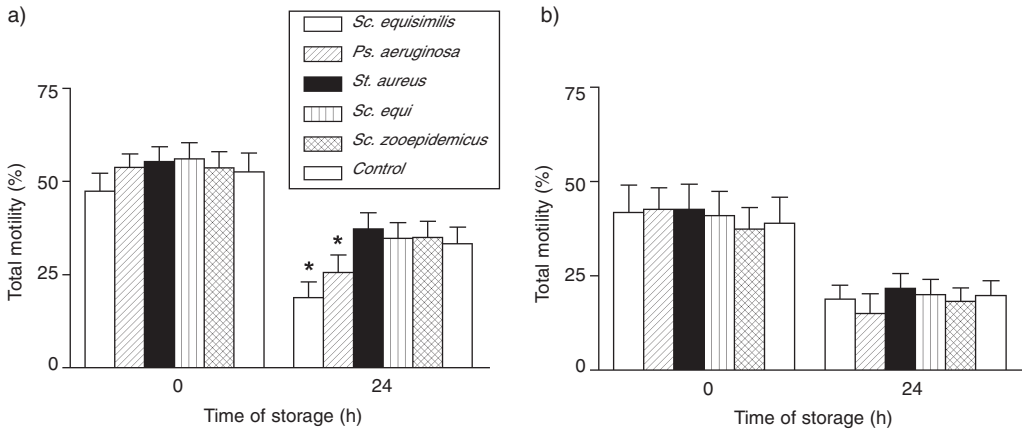 a)
Sc. equisimilis
Ps. aeruginosa
St. aureus
Sc. equi
Sc. zooepidemicus
Control
75
50
25
0
Total motility (%)
*
*
0 24
Time of storage (h)
b)
75
50
25
0
Total motility (%)
0 24
Time of storage (h)